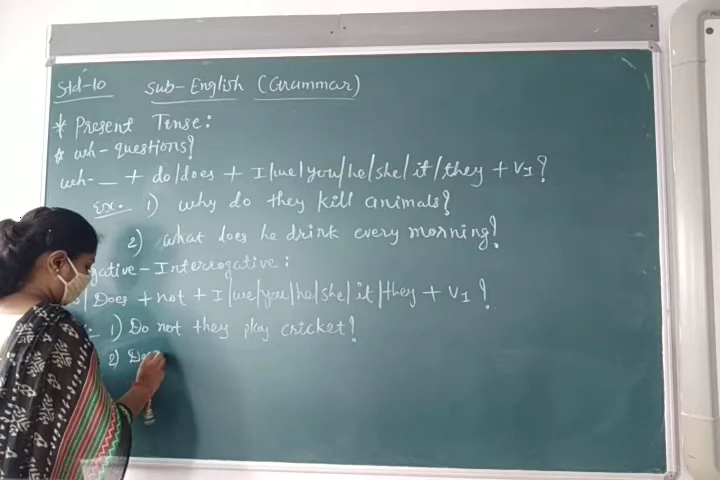 Std-10 Sub-English (Grammar)
* Present Tense:
* wh-questions?
wh-__ + do/does + I/we/you/he/she/it/they + V1?
Ex. 1) why do they kill animals?
2) what does he drink every morning?
gative-Interrogative:
/Does + not + I/we/you/he/she/it/they + V1?
1) Do not they play cricket?
2) Do